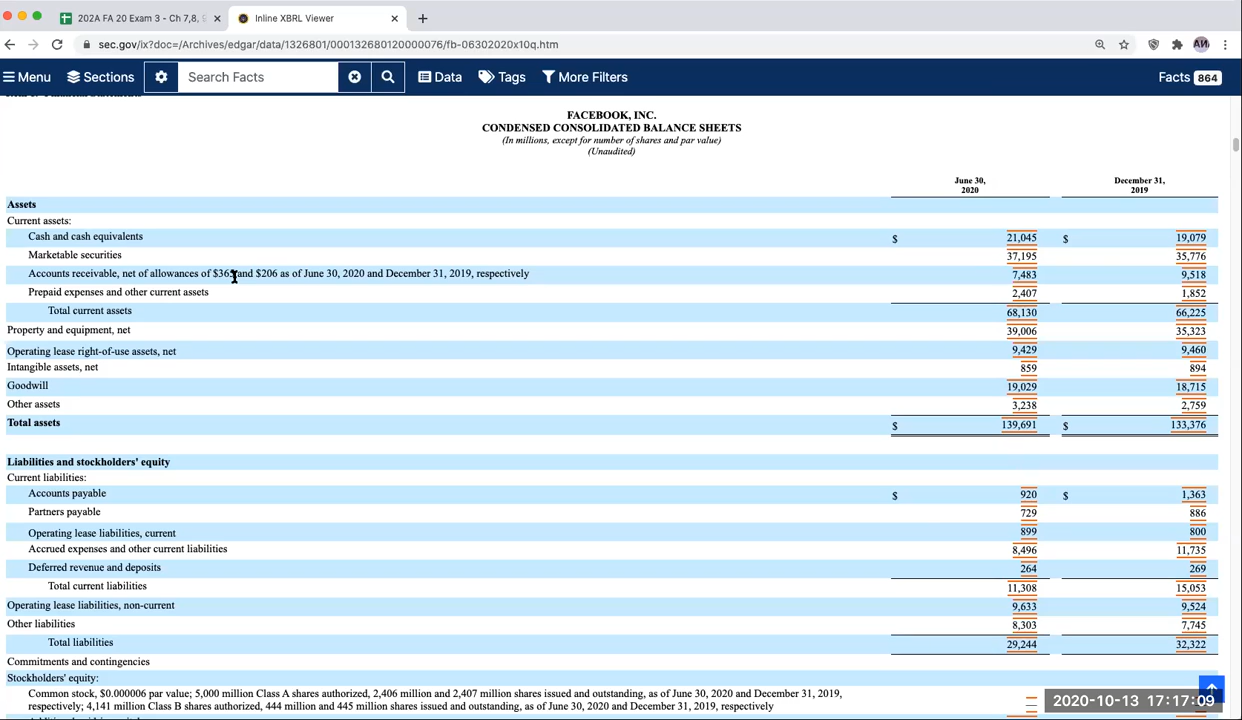 202A FA 20 Exam 3 - Ch 7,8,
Inline XBRL Viewer
sec.gov/ix?doc=/Archives/edgar/data/1326801/000132680120000076/fb-06302020x10q.htm
Menu Sections Search Facts Data Tags More Filters Facts 864
FACEBOOK, INC.
CONDENSED CONSOLIDATED BALANCE SHEETS
(In millions, except for number of shares and par value)
(Unaudited)
June 30, 2020 December 31, 2019
Assets
Current assets:
Cash and cash equivalents $ 21,045 $ 19,079
Marketable securities 37,195 35,776
Accounts receivable, net of allowances of and $206 as of June 30, 2020 and December 31, 2019, respectively 7,483 9,518
Prepaid expenses and other current assets 2,407 1,852
Total current assets 68,130 66,225
Property and equipment, net 39,006 35,323
Operating lease right-of-use assets, net 9,429 9,460
Intangible assets, net 859 894
Goodwill 19,029 18,715
Other assets 3,238 2,759
Total assets $ 139,691 $ 133,376
Liabilities and stockholders' equity
Current liabilities:
Accounts payable $ 920 $ 1,363
Partners payable 729 886
Operating lease liabilities, current 899 800
Accrued expenses and other current liabilities 8,496 11,735
Deferred revenue and deposits 264 269
Total current liabilities 11,308 15,053
Operating lease liabilities, non-current 9,633 9,524
Other liabilities 8,303 7,745
Total liabilities 29,244 32,322
Commitments and contingencies
Stockholders' equity:
Common stock, $0.000006 par value; 5,000 million Class A shares authorized, 2,406 million and 2,407 million shares issued and outstanding, as of June 30, 2020 and December 31, 2019,
respectively; 4,141 million Class B shares authorized, 444 million and 445 million shares issued and outstanding, as of June 30, 2020 and December 31, 2019, respectively
2020-10-13 17:17:09